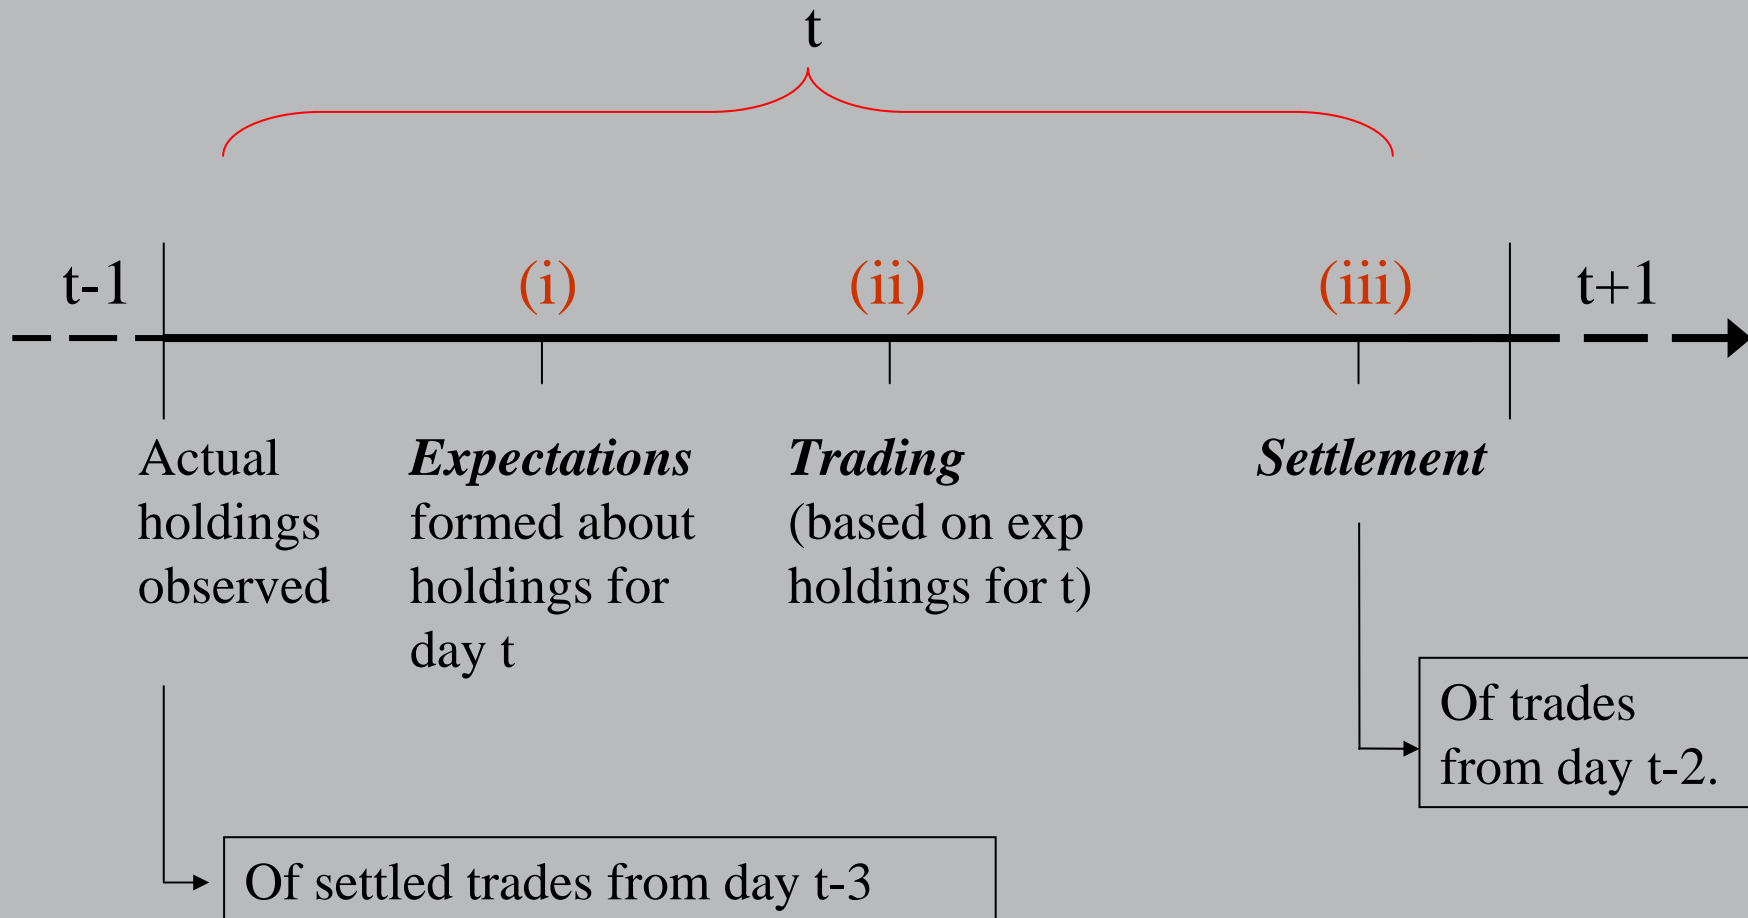 t
t-1
(i)
(ii)
(iii)
t+1
Actual
holdings
observed
Expectations
formed about
holdings for
day t
Trading
(based on exp
holdings for t)
Settlement
Of trades
from day t-2.
Of settled trades from day t-3